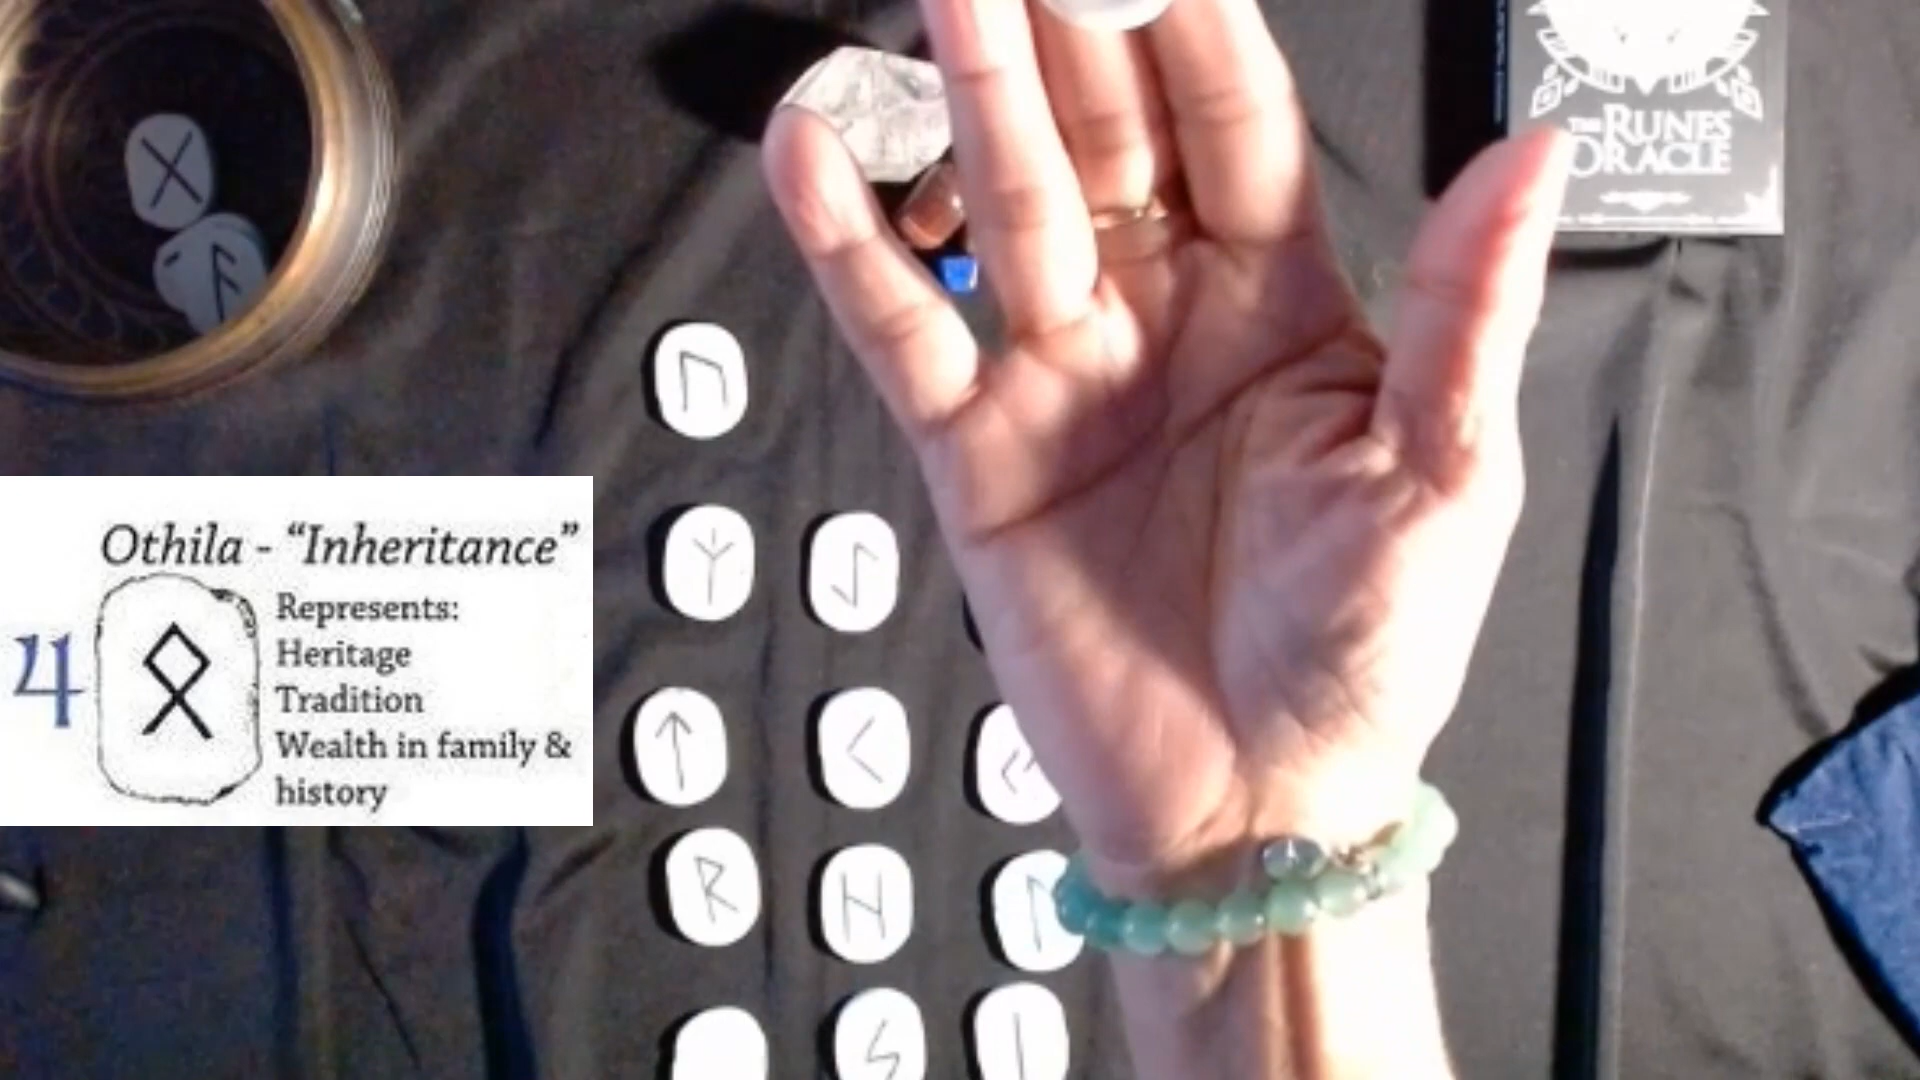 THE RUNES
ORACLE
Othila - “Inheritance”
4
Represents:
Heritage
Tradition
Wealth in family &
history
ᚷ
ᚨ
ᚢ
ᛉ
ᛇ
ᛏ
ᚲ
ᚱ
ᚺ
ᛚ
ᛊ
ᛁ